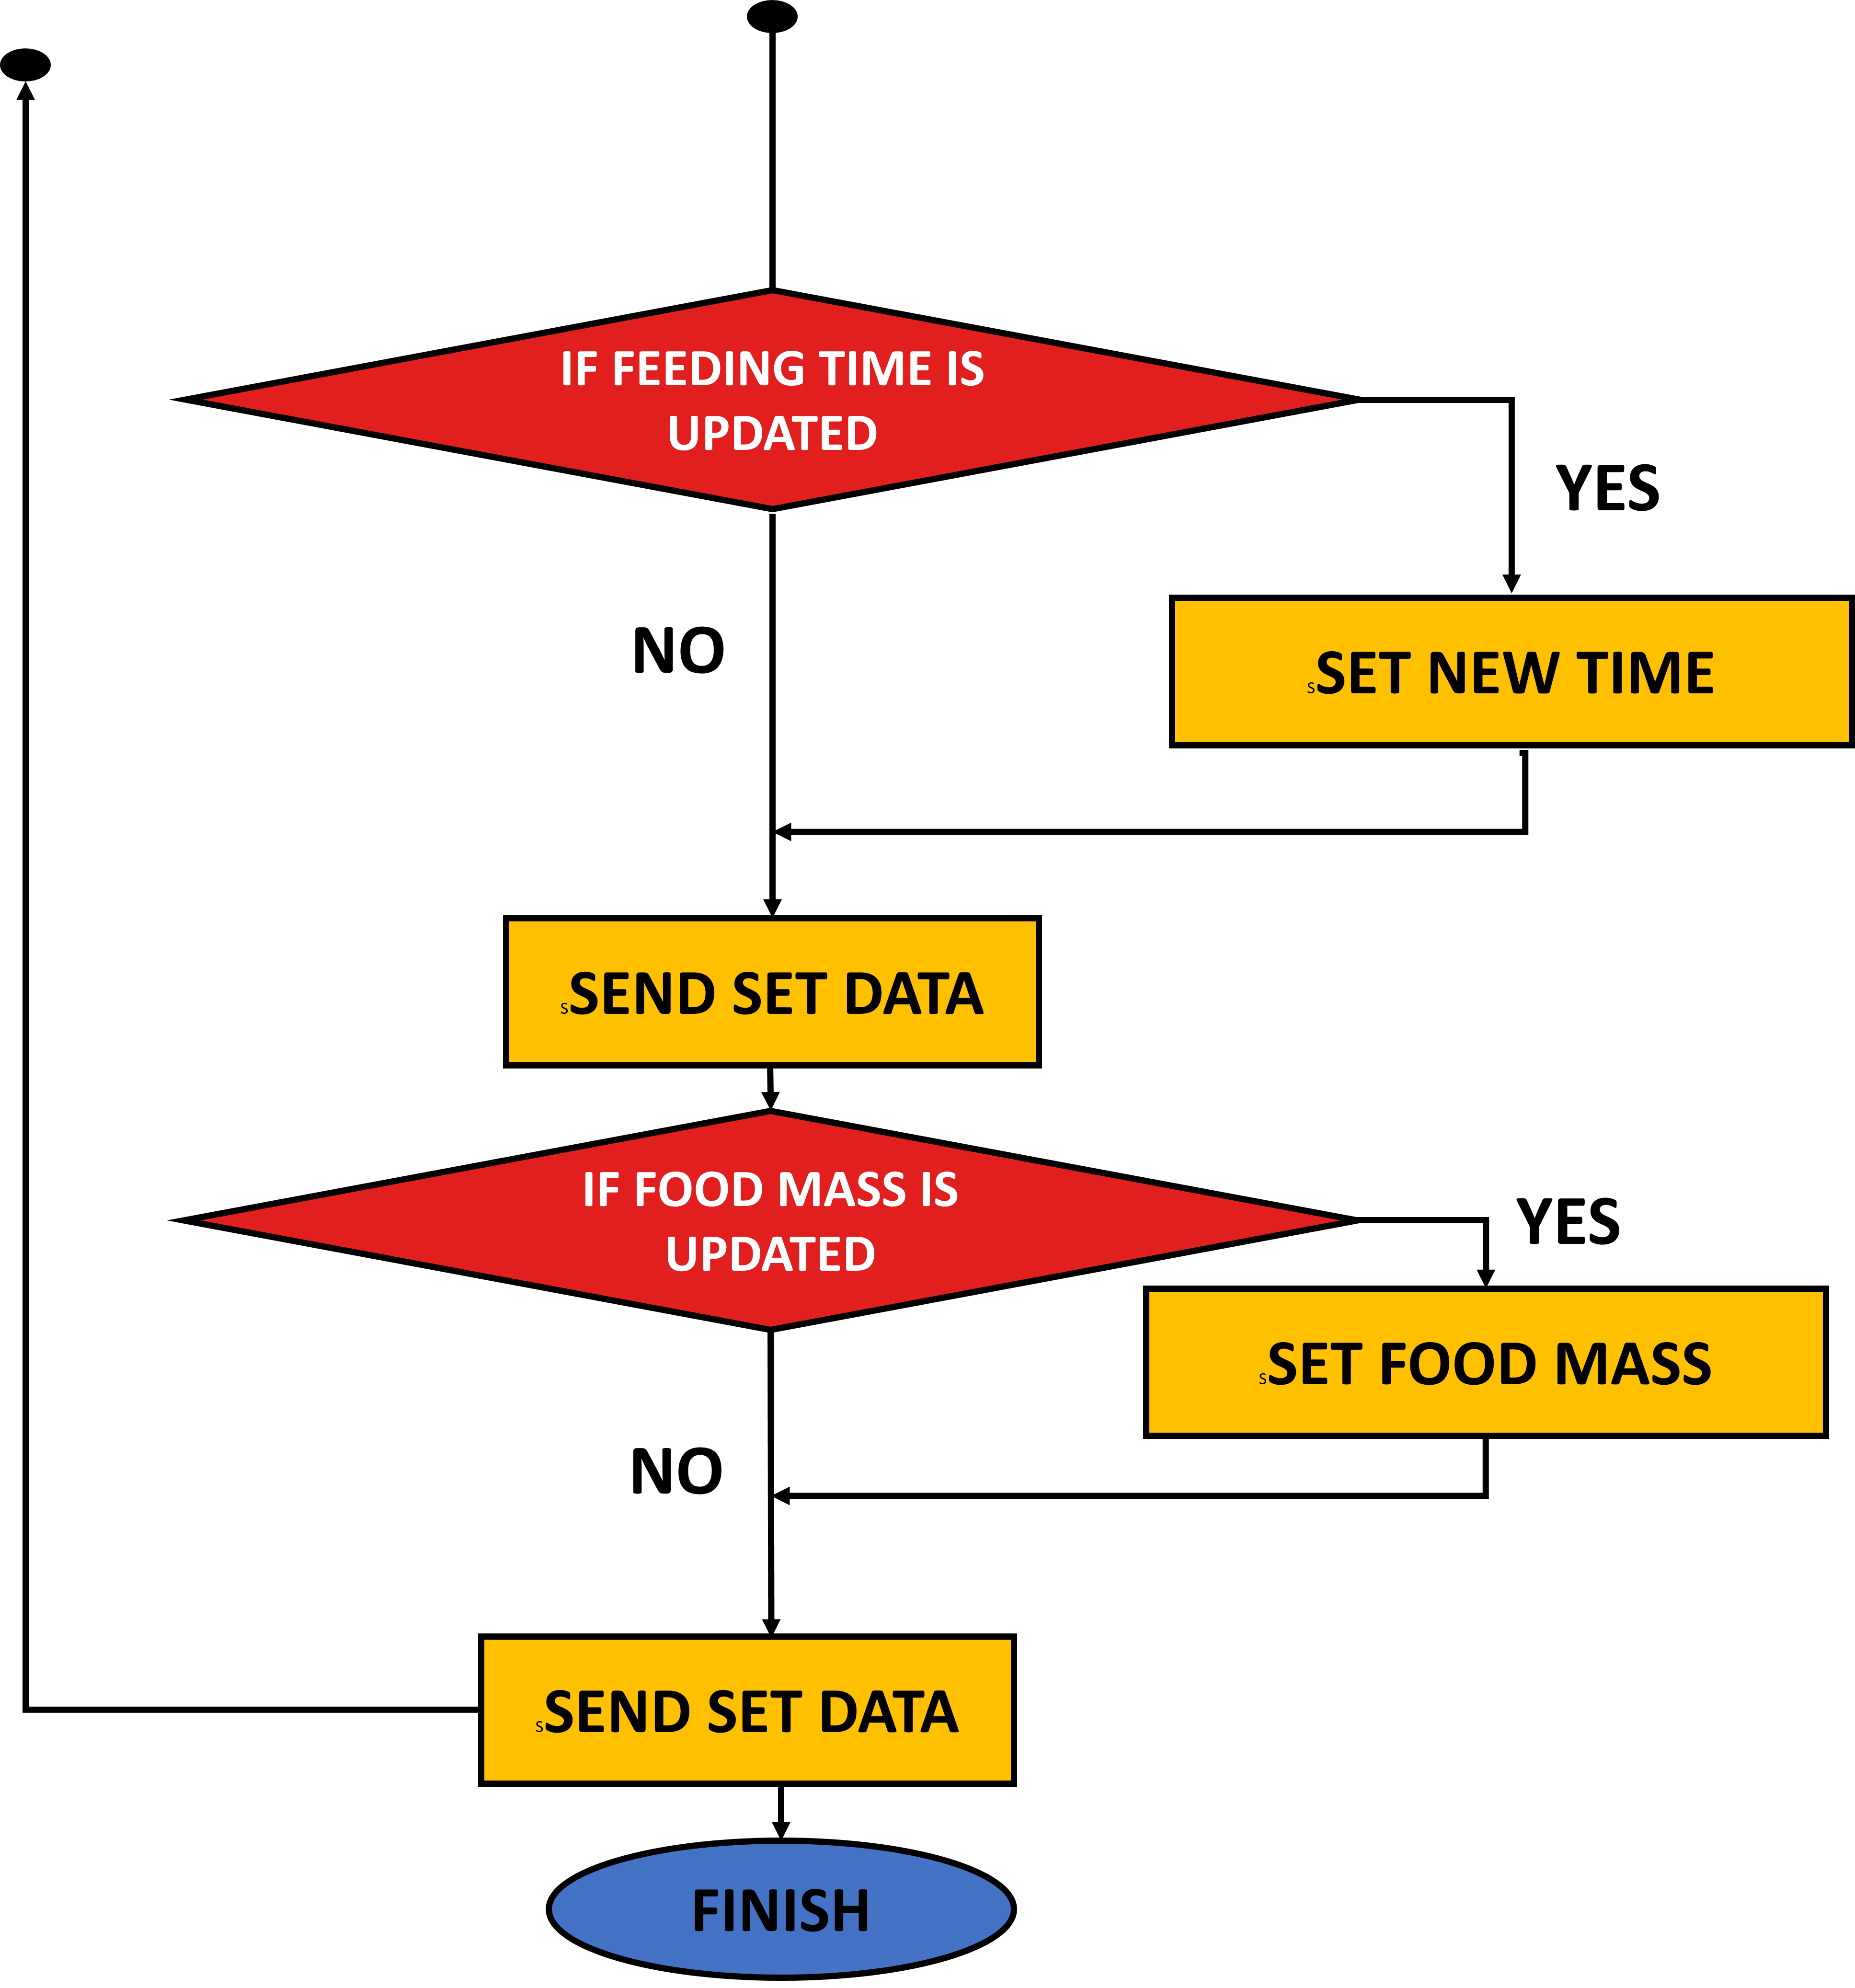 IF FEEDING TIME IS
UPDATED
YES
NO
sSET NEW TIME
sSEND SET DATA
IF FOOD MASS IS
UPDATED
YES
sSET FOOD MASS
NO
sSEND SET DATA
FINISH